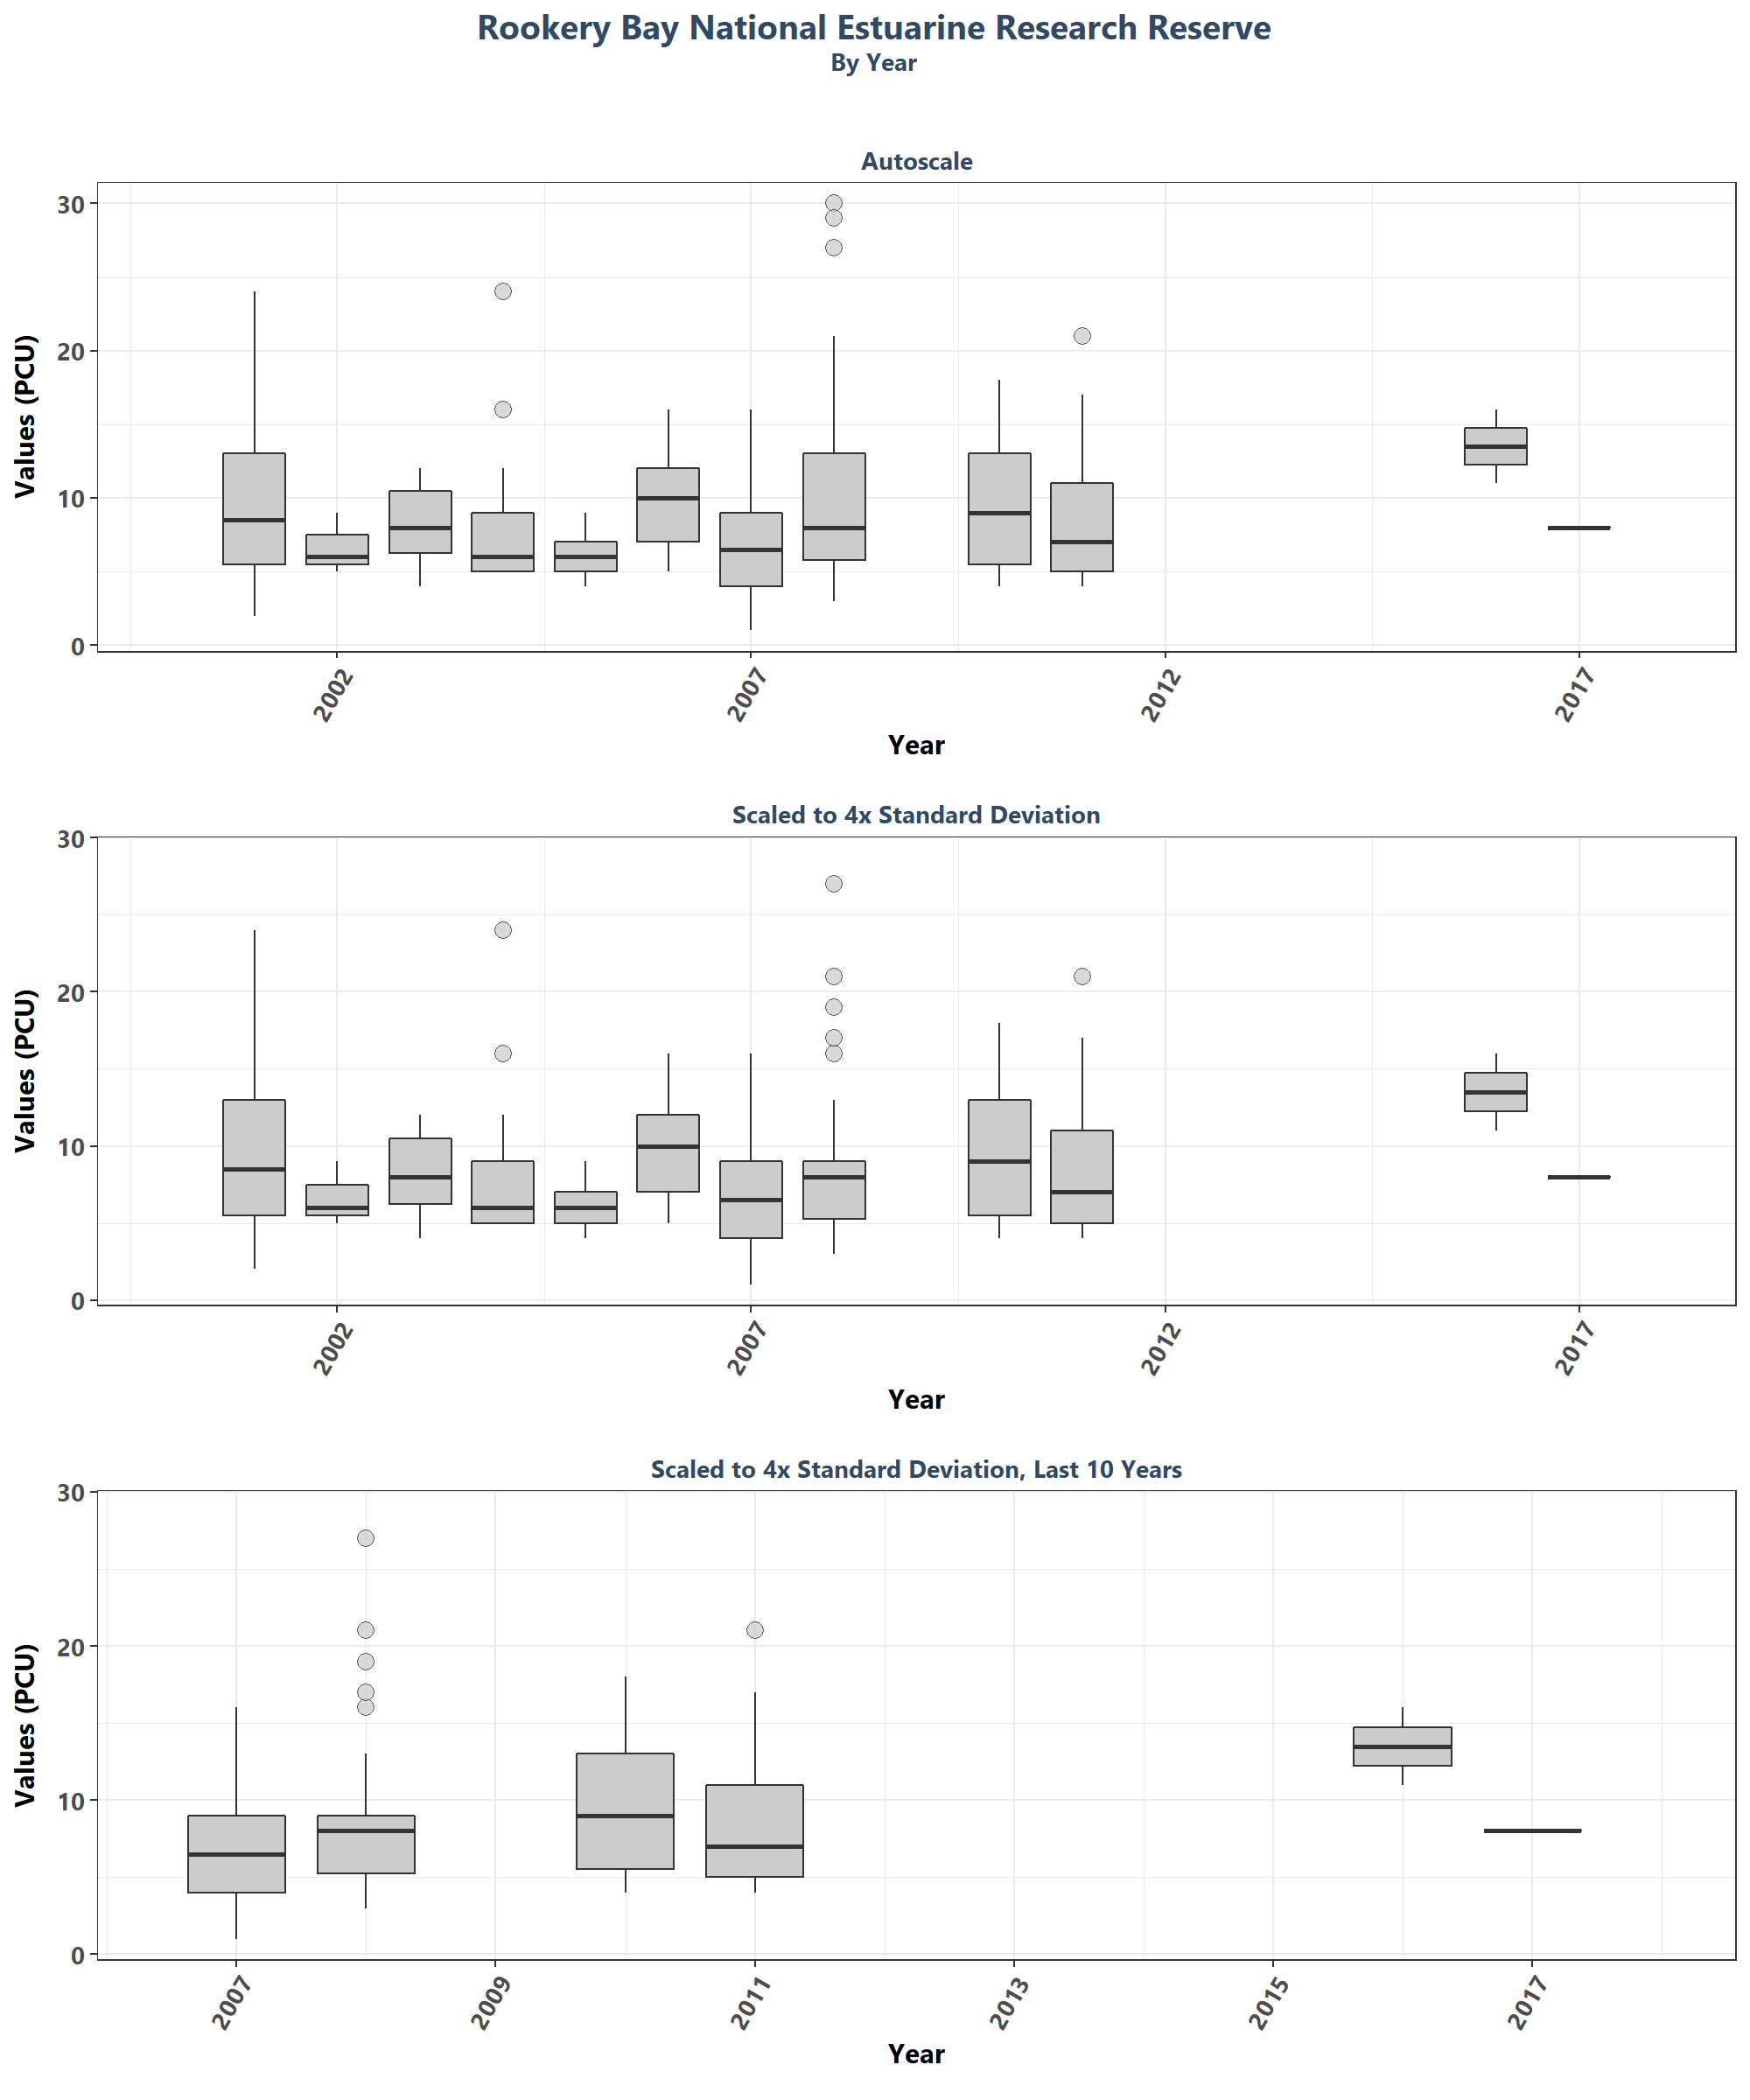 Rookery Bay National Estuarine Research Reserve
By Year
Autoscale
Values (PCU)
30
20
10
0
2002 2007 2012 2017
Year
Scaled to 4x Standard Deviation
Values (PCU)
30
20
10
0
2002 2007 2012 2017
Year
Scaled to 4x Standard Deviation, Last 10 Years
Values (PCU)
30
20
10
0
2007 2009 2011 2013 2015 2017
Year